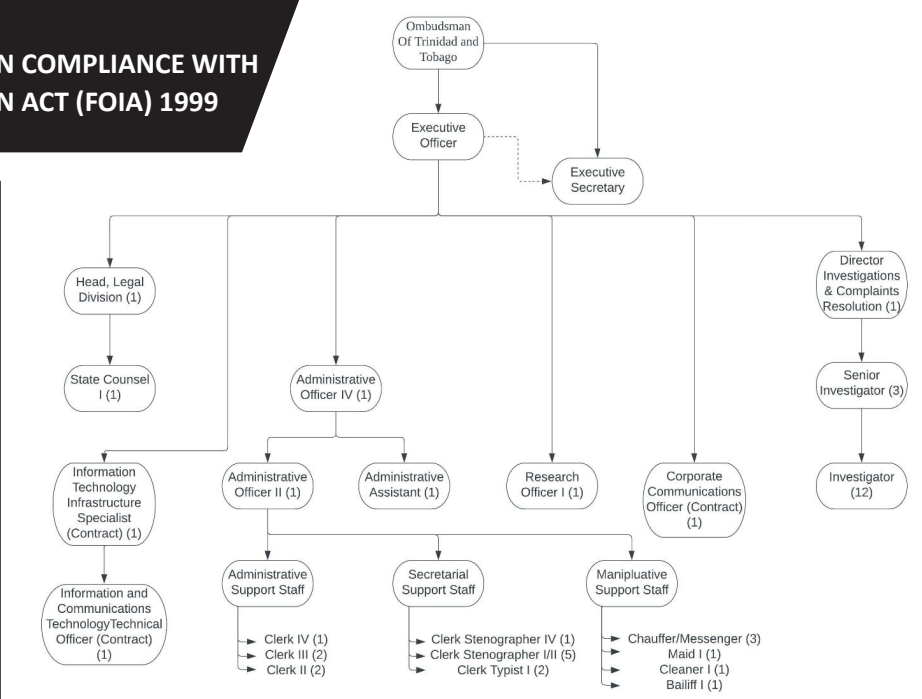 N COMPLIANCE WITH
N ACT (FOIA) 1999
Ombudsman
Of Trinidad and
Tobago
Executive
Officer
Executive
Secretary
Head, Legal
Division (1)
Director
Investigations
& Complaints
Resolution (1)
State Counsel
I (1)
Administrative
Officer IV (1)
Senior
Investigator (3)
Information
Technology
Infrastructure
Specialist
(Contract) (1)
Administrative
Officer II (1)
Administrative
Assistant (1)
Research
Officer I (1)
Corporate
Communications
Officer (Contract)
(1)
Investigator
(12)
Information and
Communications
TechnologyTechnical
Officer (Contract)
(1)
Administrative
Support Staff
Secretarial
Support Staff
Manipluative
Support Staff
Clerk IV (1)
Clerk III (2)
Clerk II (2)
Clerk Stenographer IV (1)
Clerk Stenographer I/II (5)
Clerk Typist I (2)
Chauffer/Messenger (3)
Maid I (1)
Cleaner I (1)
Bailiff I (1)